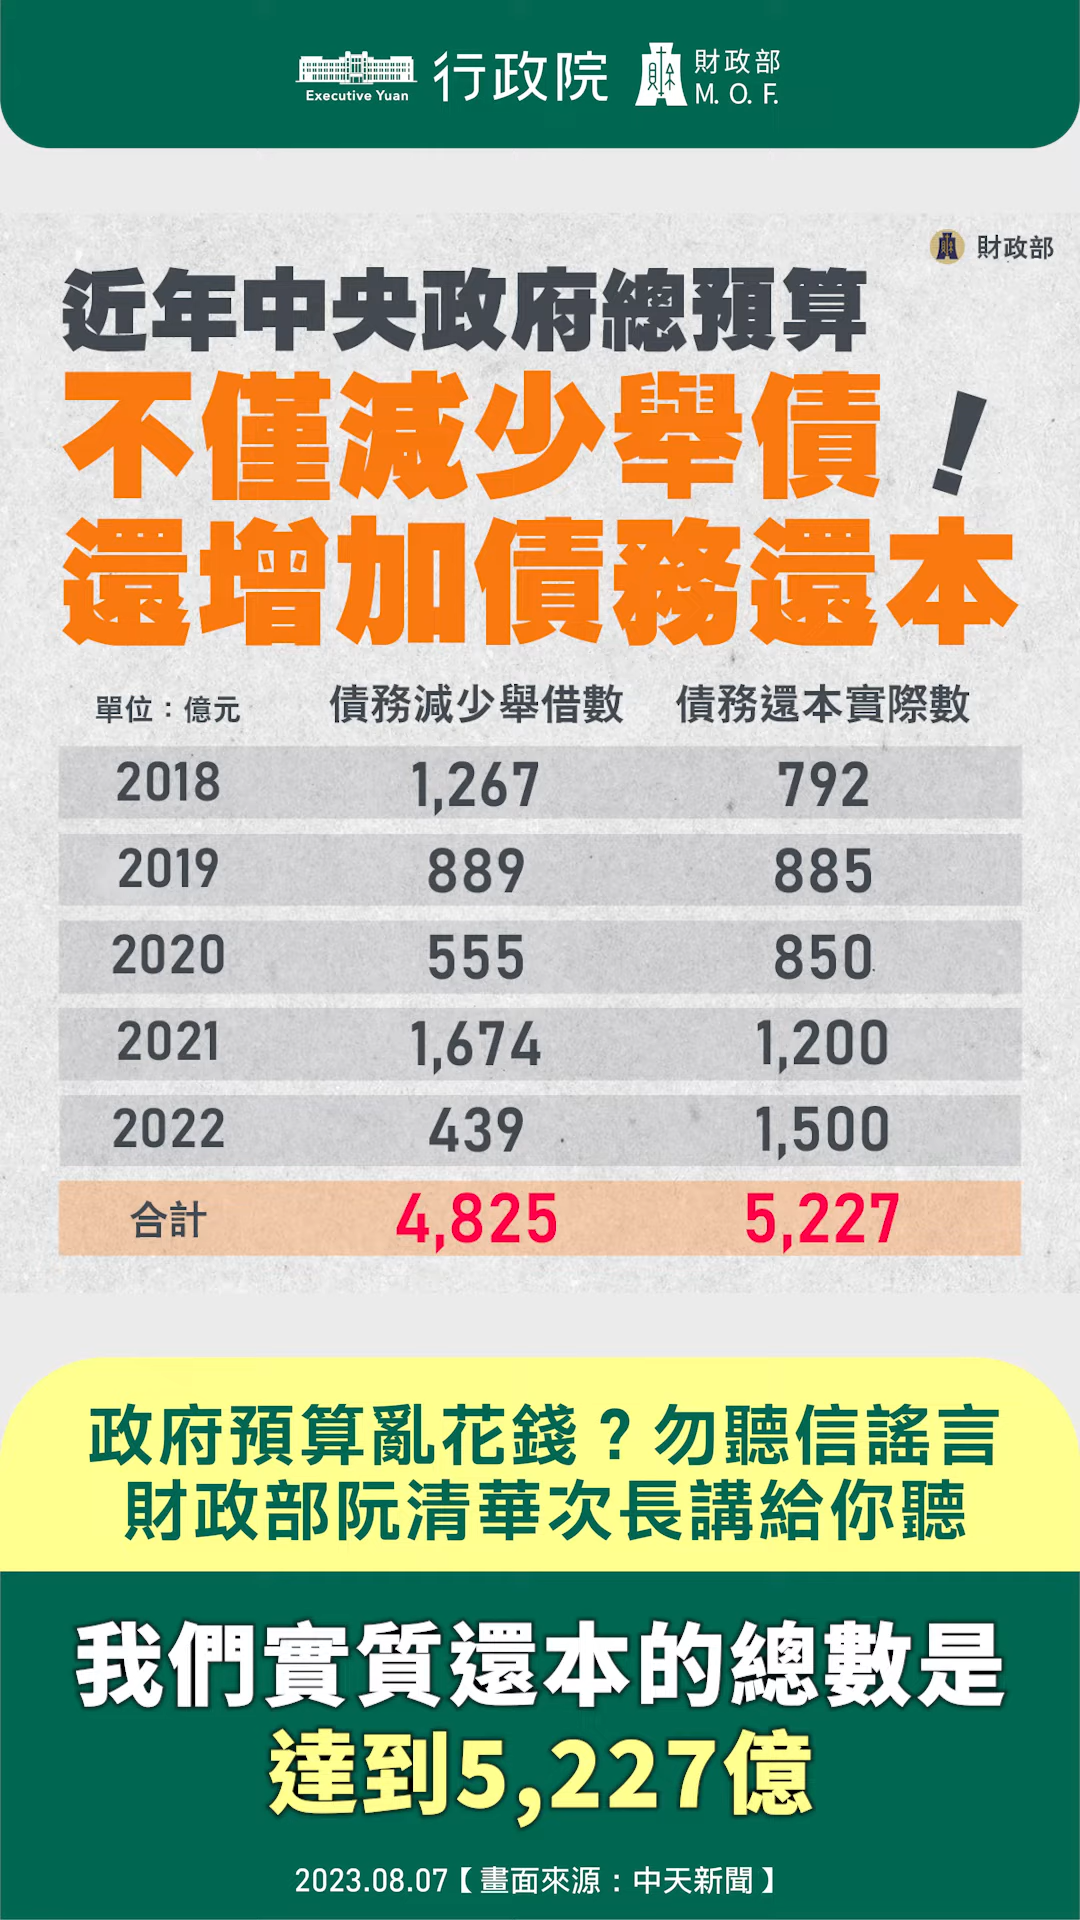 Executive Yuan
行政院
財政部
M. O. F.
財政部
近年中央政府總預算
不僅減少舉債！
還增加債務還本
單位：億元 債務減少舉借數 債務還本實際數
2018 1,267 792
2019 889 885
2020 555 850
2021 1,674 1,200
2022 439 1,500
合計 4,825 5,227
政府預算亂花錢？勿聽信謠言
財政部阮清華次長講給你聽
我們實質還本的總數是
達到5,227億
2023.08.07【畫面來源：中天新聞】